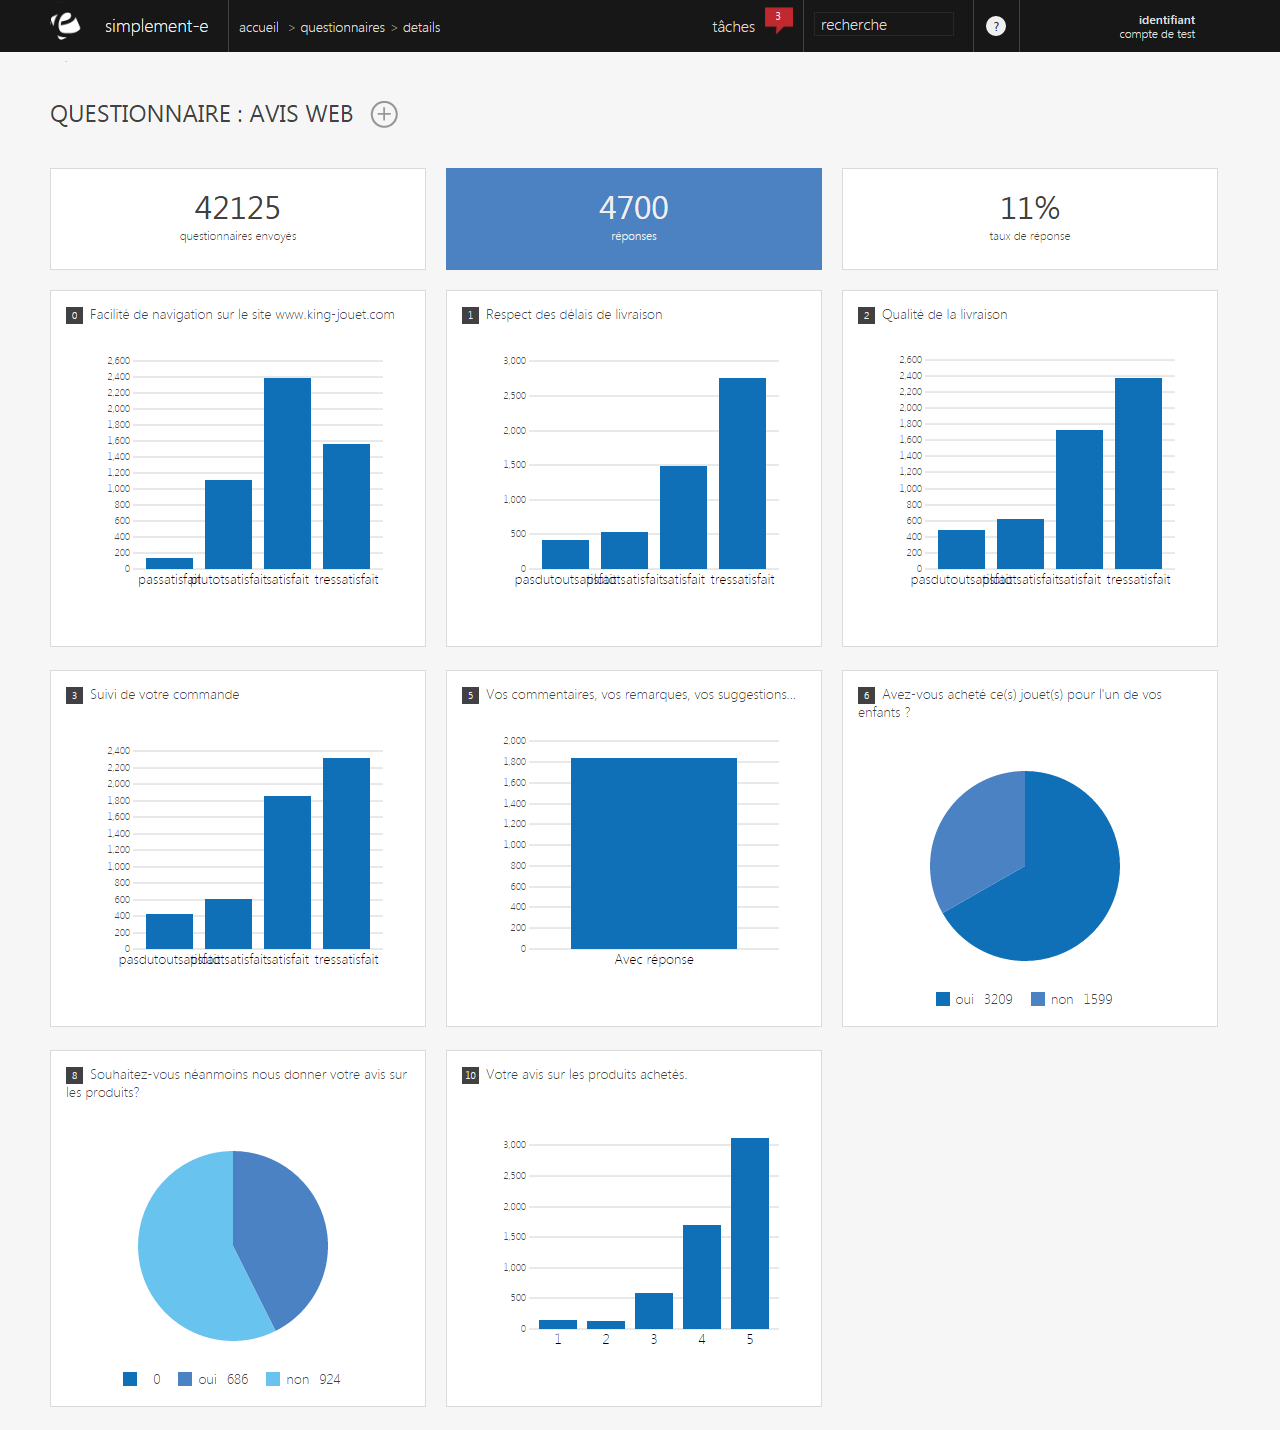 simplement-e
accueil > questionnaires > details
tâches 3
recherche
?
identifiant
compte de test
QUESTIONNAIRE : AVIS WEB
42125
questionnaires envoyés
4700
réponses
11%
taux de réponse
0 Facilité de navigation sur le site www.king-jouet.com
2,600
2,400
2,200
2,000
1,800
1,600
1,400
1,200
1,000
800
600
400
200
0
passatisfait plutotsatisfait satisfait tressatisfait
1 Respect des délais de livraison
3,000
2,500
2,000
1,500
1,000
500
0
pasdutoutsatisfait plutotsatisfait satisfait tressatisfait
2 Qualité de la livraison
2,600
2,400
2,200
2,000
1,800
1,600
1,400
1,200
1,000
800
600
400
200
0
pasdutoutsatisfait plutotsatisfait satisfait tressatisfait
3 Suivi de votre commande
2,400
2,200
2,000
1,800
1,600
1,400
1,200
1,000
800
600
400
200
0
pasdutoutsatisfait plutotsatisfait satisfait tressatisfait
5 Vos commentaires, vos remarques, vos suggestions...
2,000
1,800
1,600
1,400
1,200
1,000
800
600
400
200
0
Avec réponse
6 Avez-vous acheté ce(s) jouet(s) pour l'un de vos
enfants ?
oui 3209 non 1599
8 Souhaitez-vous néanmoins nous donner votre avis sur
les produits?
0 oui 686 non 924
10 Votre avis sur les produits achetés.
3,000
2,500
2,000
1,500
1,000
500
0
1 2 3 4 5